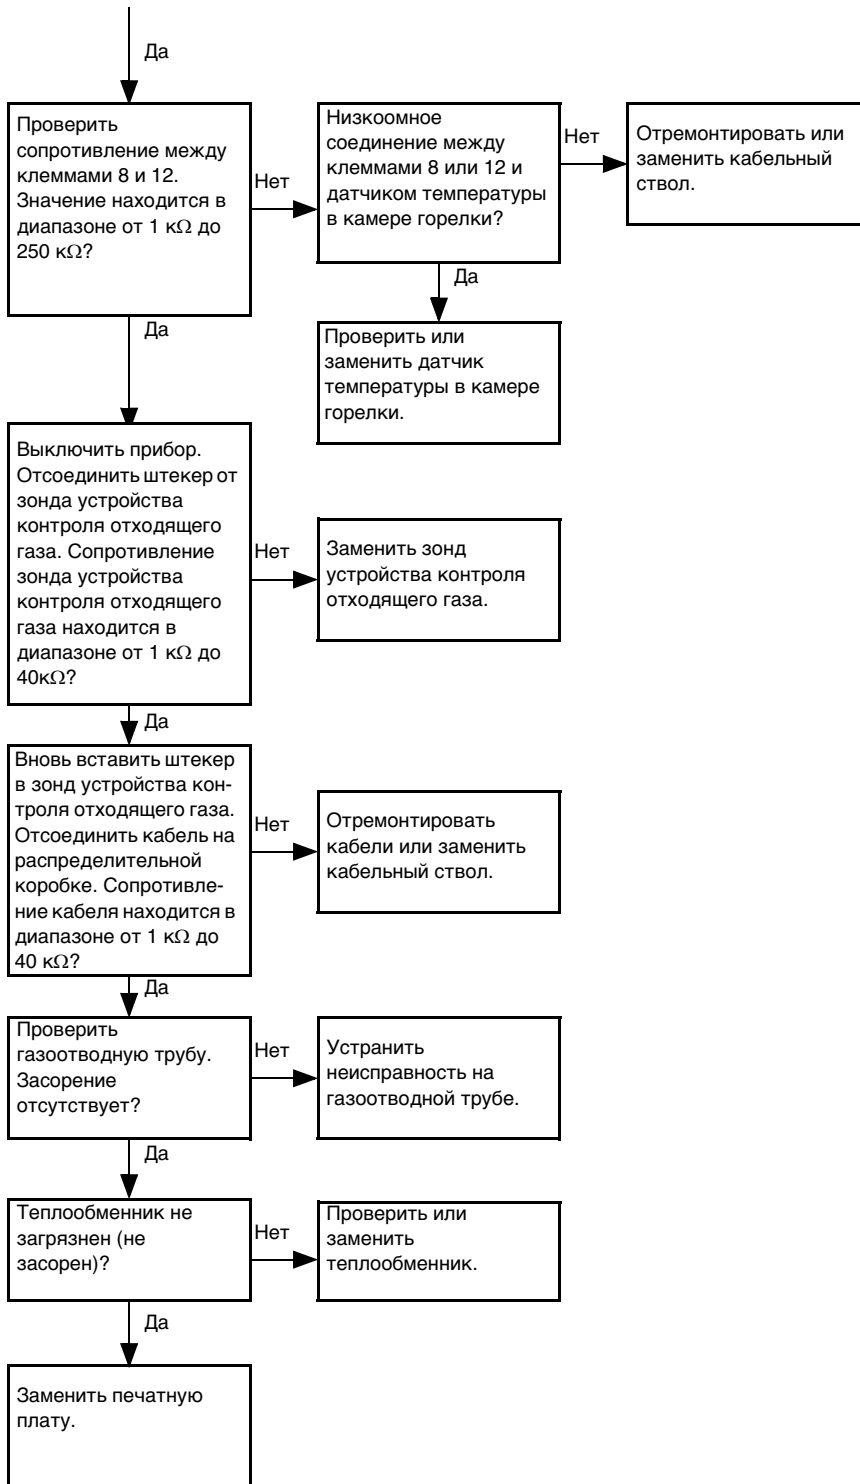 Да
Проверить
сопротивление между
клеммами 8 и 12.
Значение находится в
диапазоне от 1 кΩ до
250 кΩ?
Нет
Низкоомное
соединение между
клеммами 8 или 12 и
датчиком температуры
в камере горелки?
Нет
Отремонтировать или
заменить кабельный
ствол.
Да
Проверить или
заменить датчик
температуры в камере
горелки.
Да
Выключить прибор.
Отсоединить штекер от
зонда устройства
контроля отходящего
газа. Сопротивление
зонда устройства
контроля отходящего
газа находится в
диапазоне от 1 кΩ до
40кΩ?
Нет
Заменить зонд
устройства контроля
отходящего газа.
Да
Вновь вставить штекер
в зонд устройства кон-
троля отходящего газа.
Отсоединить кабель на
распределительной
коробке. Сопротивле-
ние кабеля находится в
диапазоне от 1 кΩ до
40 кΩ?
Нет
Отремонтировать
кабели или заменить
кабельный ствол.
Да
Проверить
газоотводную трубу.
Засорение
отсутствует?
Нет
Устранить
неисправность на
газоотводной трубе.
Да
Теплообменник не
загрязнен (не
засорен)?
Нет
Проверить или
заменить
теплообменник.
Да
Заменить печатную
плату.